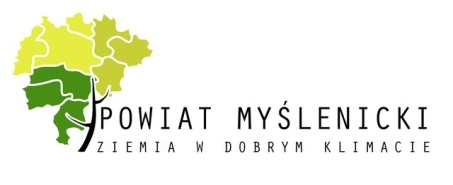 POWIAT MYŚLENICKI
ZIEMIA W DOBRYM KLIMACIE